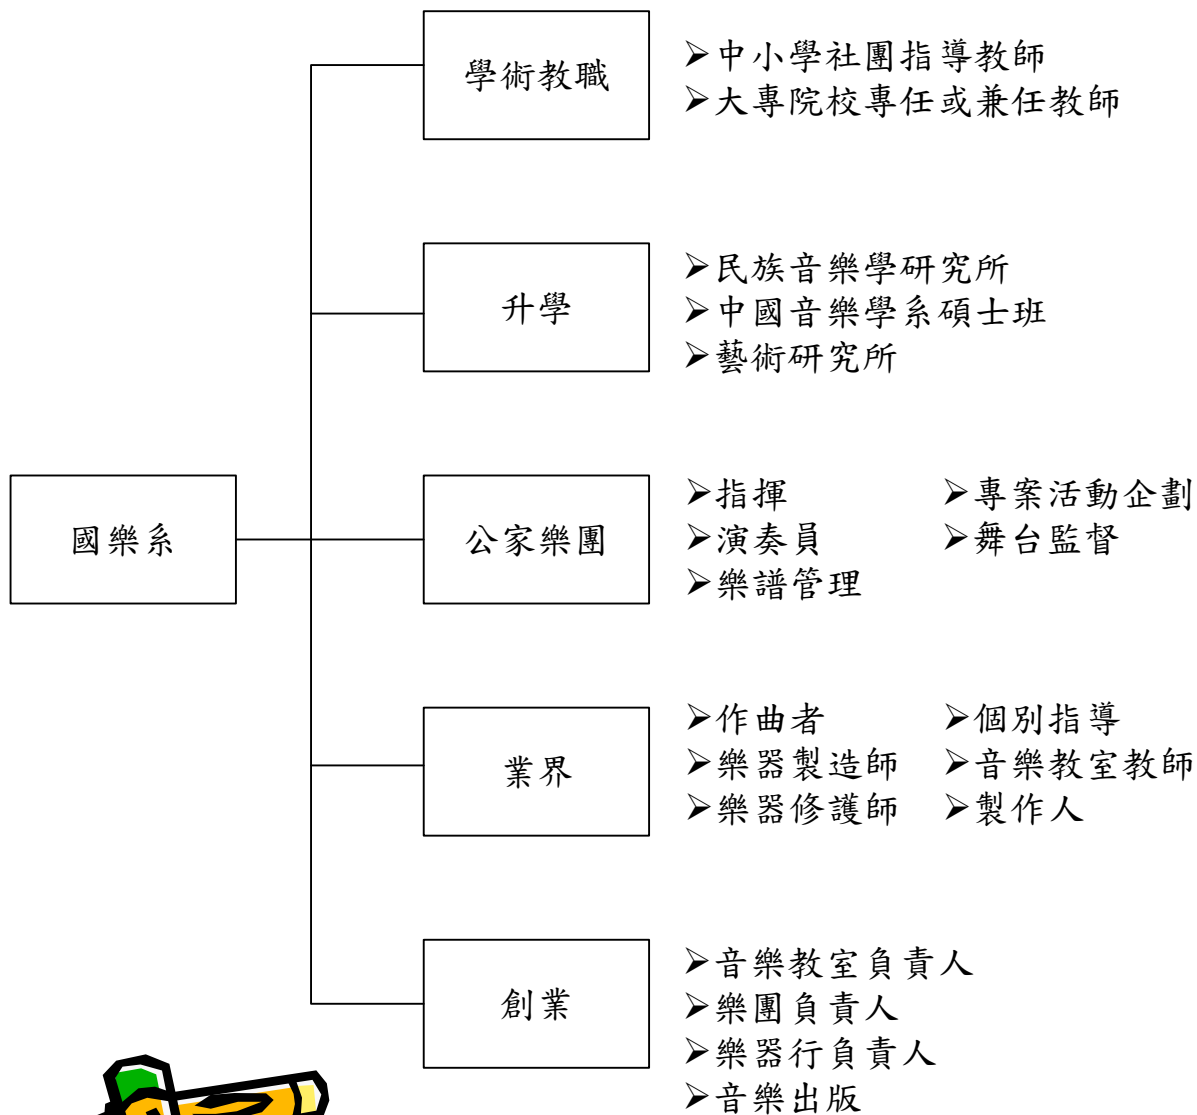 學術教職
➢中小學社團指導教師
➢大專院校專任或兼任教師
升學
➢民族音樂學研究所
➢中國音樂學系碩士班
➢藝術研究所
國樂系
公家樂團
➢指揮 ➢專案活動企劃
➢演奏員 ➢舞台監督
➢樂譜管理
業界
➢作曲者 ➢個別指導
➢樂器製造師 ➢音樂教室教師
➢樂器修護師 ➢製作人
創業
➢音樂教室負責人
➢樂團負責人
➢樂器行負責人
➢音樂出版